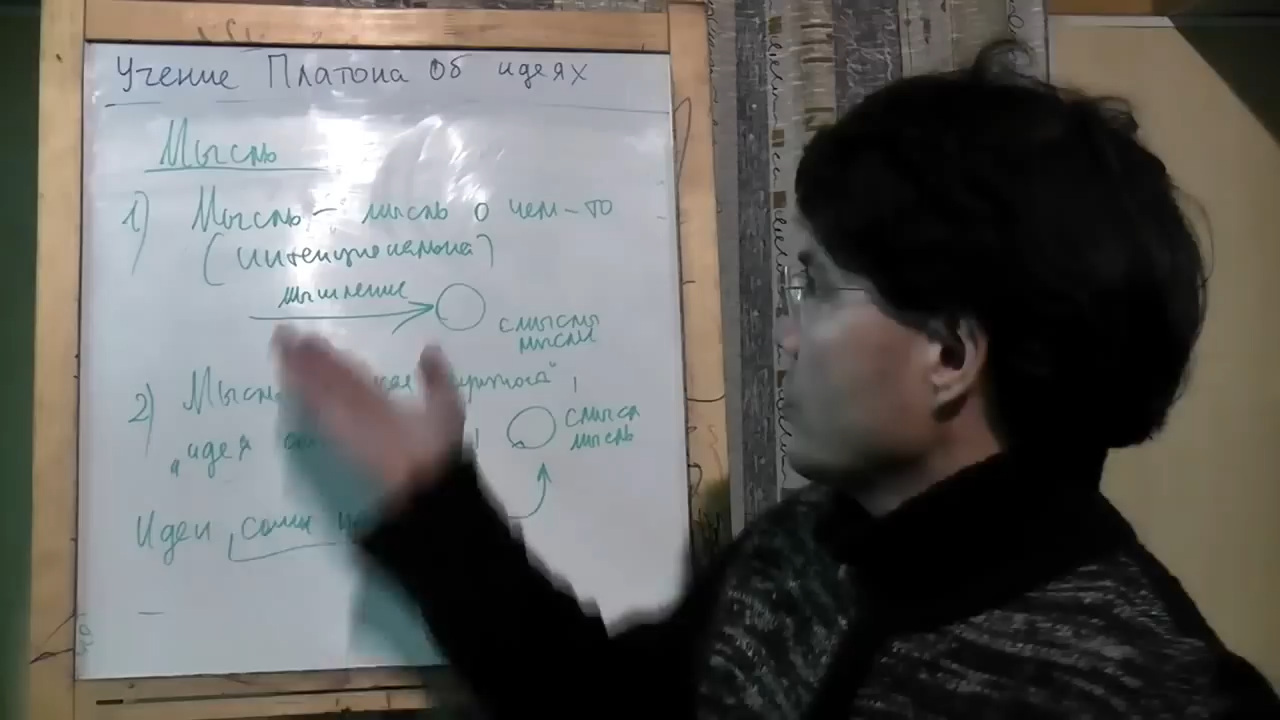 Учение Платона об идеях
Мысль
1) Мысль – мысль о чем-то
(интенциональна)
мышление
смыслы
мысли
2) Мысль
"идея
смысл
мысль
Идеи, сами